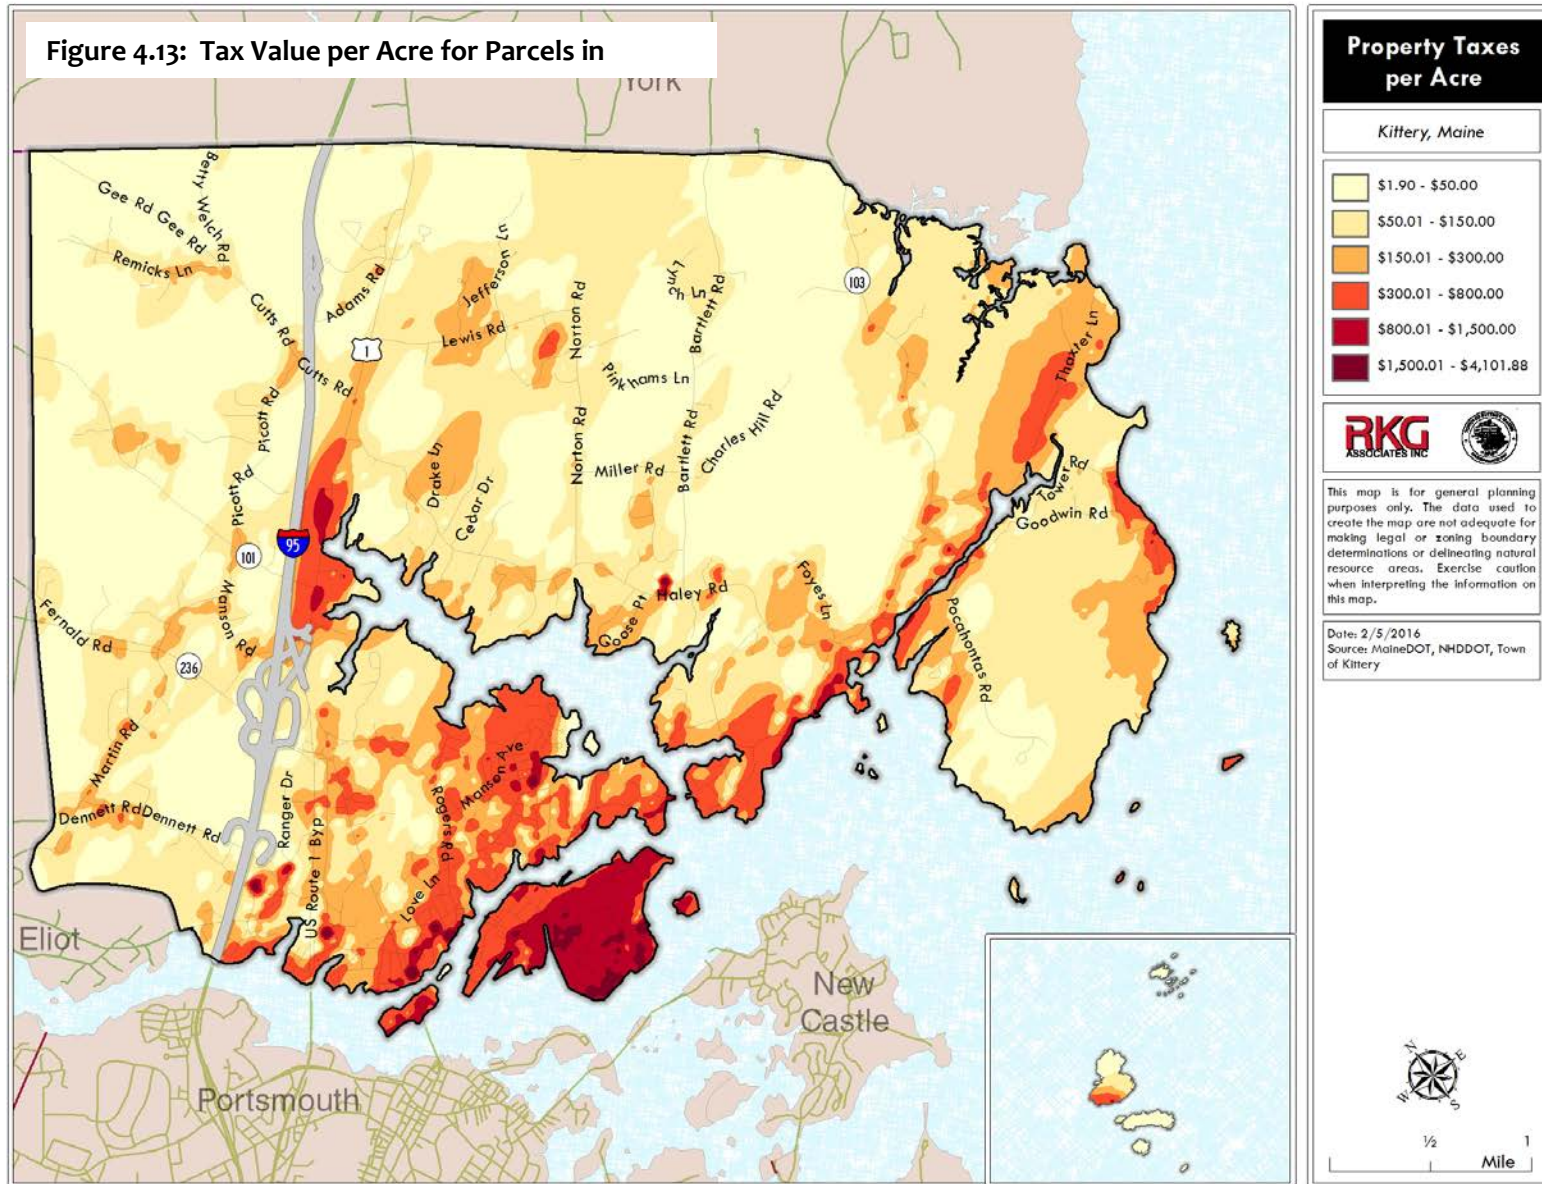 Figure 4.13: Tax Value per Acre for Parcels in
York
Betty Welch Rd
Gee Rd
Gee Rd
Remicks Ln
Cutts Rd
Adams Rd
Jefferson Ln
Lynch Ln
Bartlett Rd
103
Norton Rd
Lewis Rd
1
Cutts Rd
Thaxter Ln
Pinkhams Ln
Picott Rd
Charles Hill Rd
Norton Rd
Bartlett Rd
Drake Ln
Miller Rd
Cedar Dr
Picott Rd
Tower Rd
Goodwin Rd
95
101
Manson Rd
Haley Rd
Goose Pt
Foyes Ln
Pocahontas Rd
Fernald Rd
236
Martin Rd
Manson Ave
Rogers Rd
Ranger Dr
Dennett Rd
Dennett Rd
US Route 1 Byp
Love Ln
Eliot
New
Castle
Portsmouth
Property Taxes
per Acre
Kittery, Maine
$1.90 - $50.00
$50.01 - $150.00
$150.01 - $300.00
$300.01 - $800.00
$800.01 - $1,500.00
$1,500.01 - $4,101.88
RKG
ASSOCIATES INC
This map is for general planning
purposes only. The data used to
create the map are not adequate for
making legal or zoning boundary
determinations or delineating natural
resource areas. Exercise caution
when interpreting the information on
this map.
Date: 2/5/2016
Source: MaineDOT, NHDDOT, Town
of Kittery
N
E
W
S
½
1
Mile